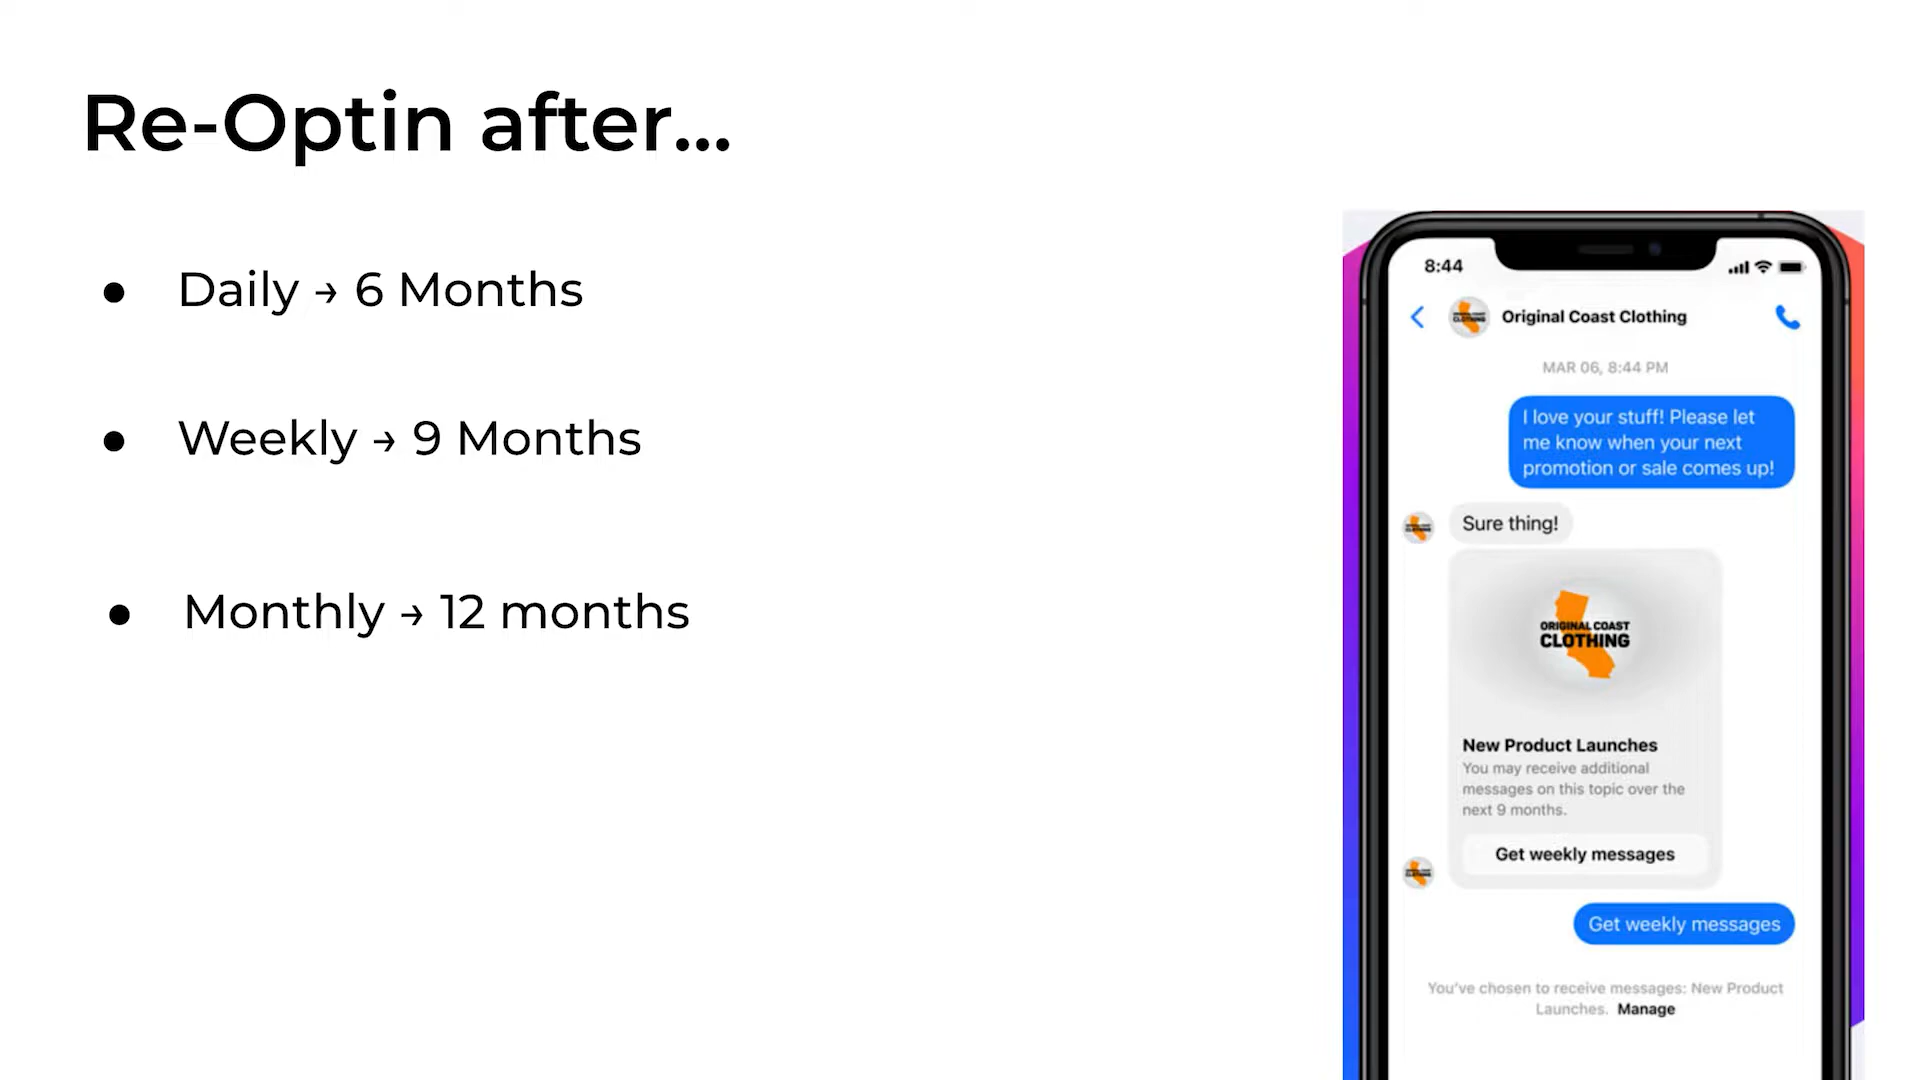 Re-Optin after...
● Daily → 6 Months
● Weekly → 9 Months
● Monthly → 12 months
8:44
Original Coast Clothing
MAR 06, 8:44 PM
I love your stuff! Please let
me know when your next
promotion or sale comes up!
Sure thing!
ORIGINAL COAST
CLOTHING
New Product Launches
You may receive additional
messages on this topic over the
next 9 months.
Get weekly messages
Get weekly messages
You've chosen to receive messages: New Product
Launches. Manage